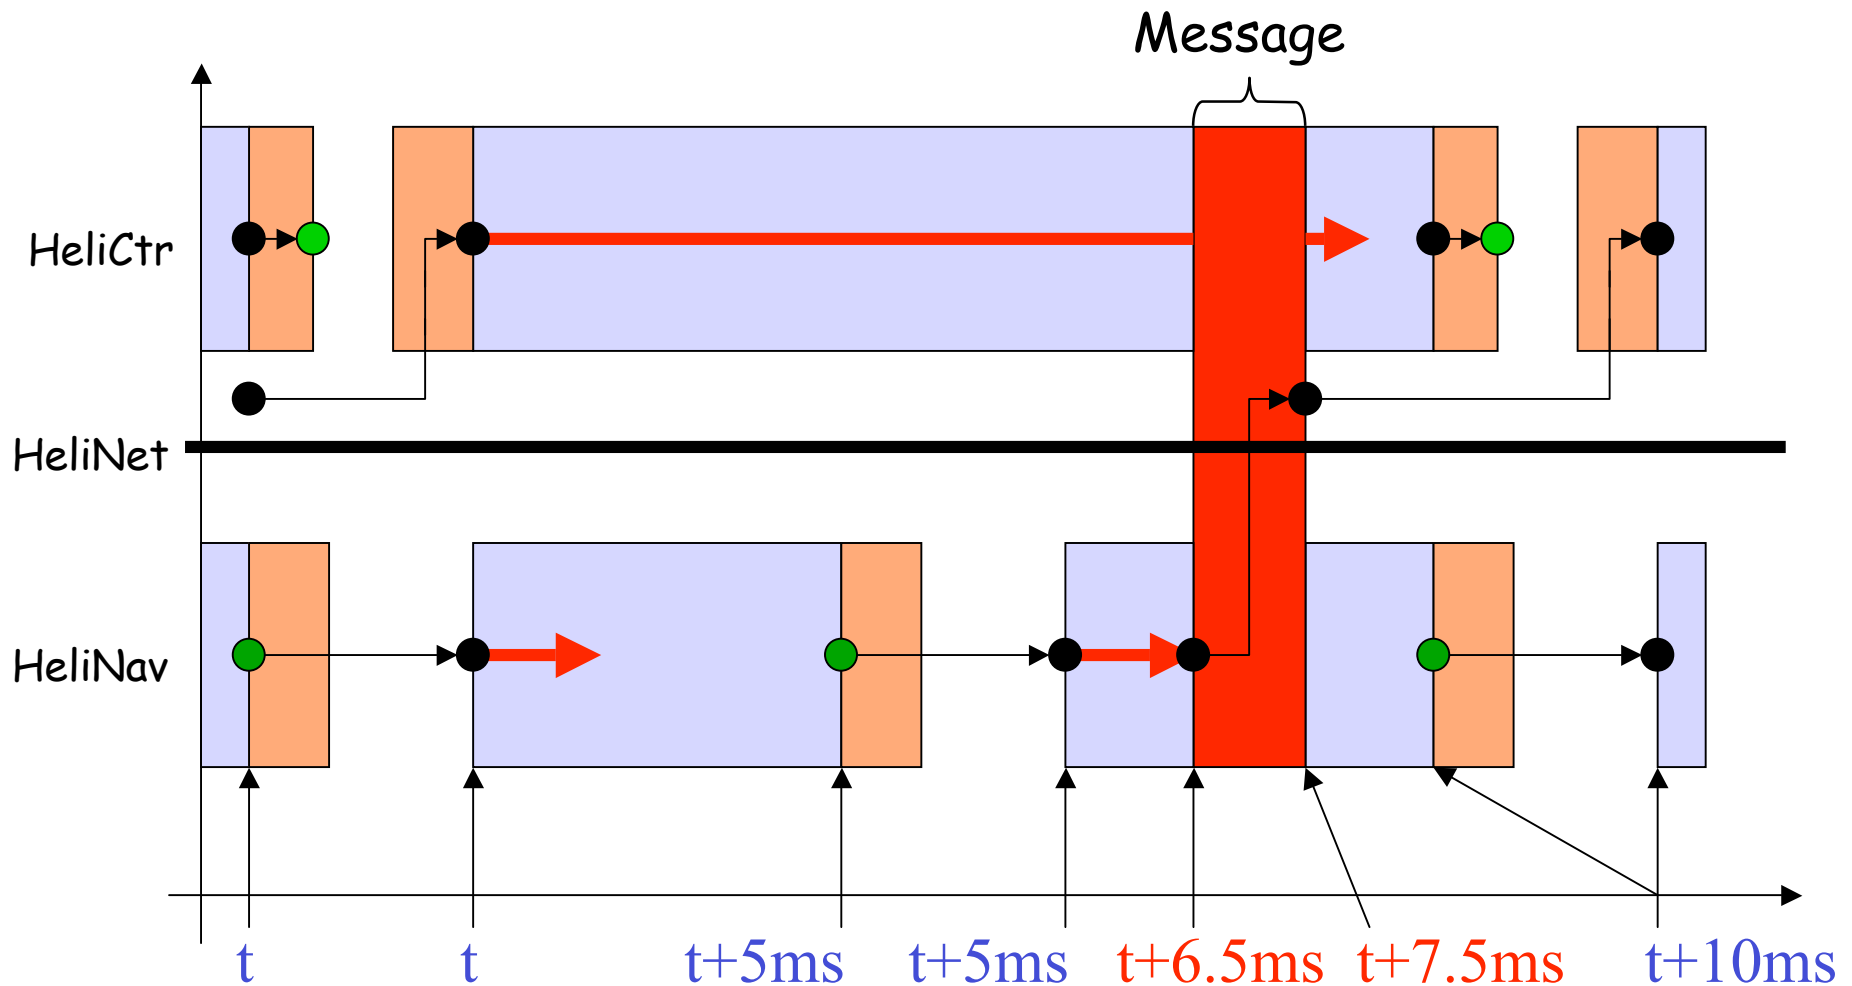 Message
HeliCtr
HeliNet
HeliNav
t
t
t+5ms
t+5ms
t+6.5ms
t+7.5ms
t+10ms